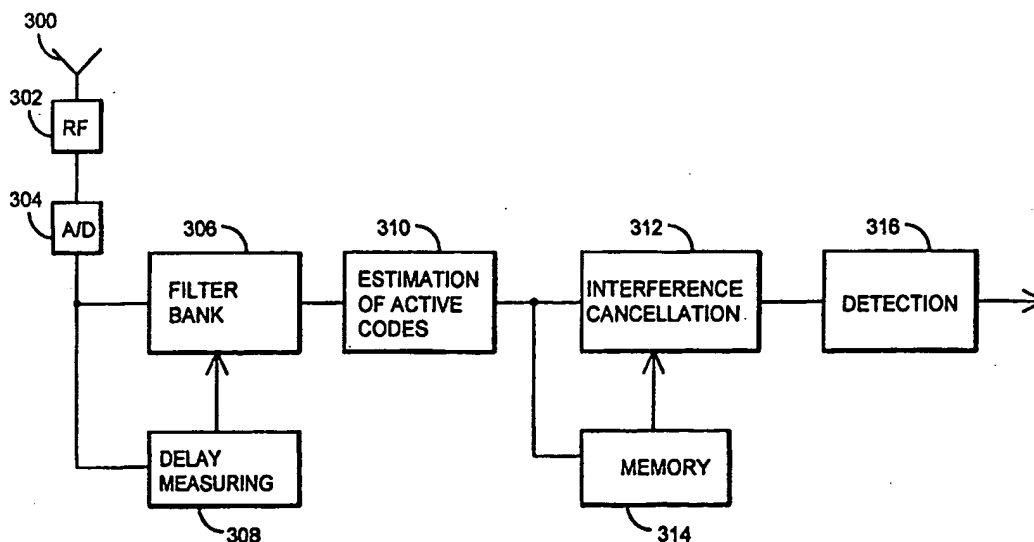 300
302
RF
304
A/D
306
FILTER
BANK
310
ESTIMATION
OF ACTIVE
CODES
312
INTERFERENCE
CANCELLATION
316
DETECTION
DELAY
MEASURING
308
MEMORY
314